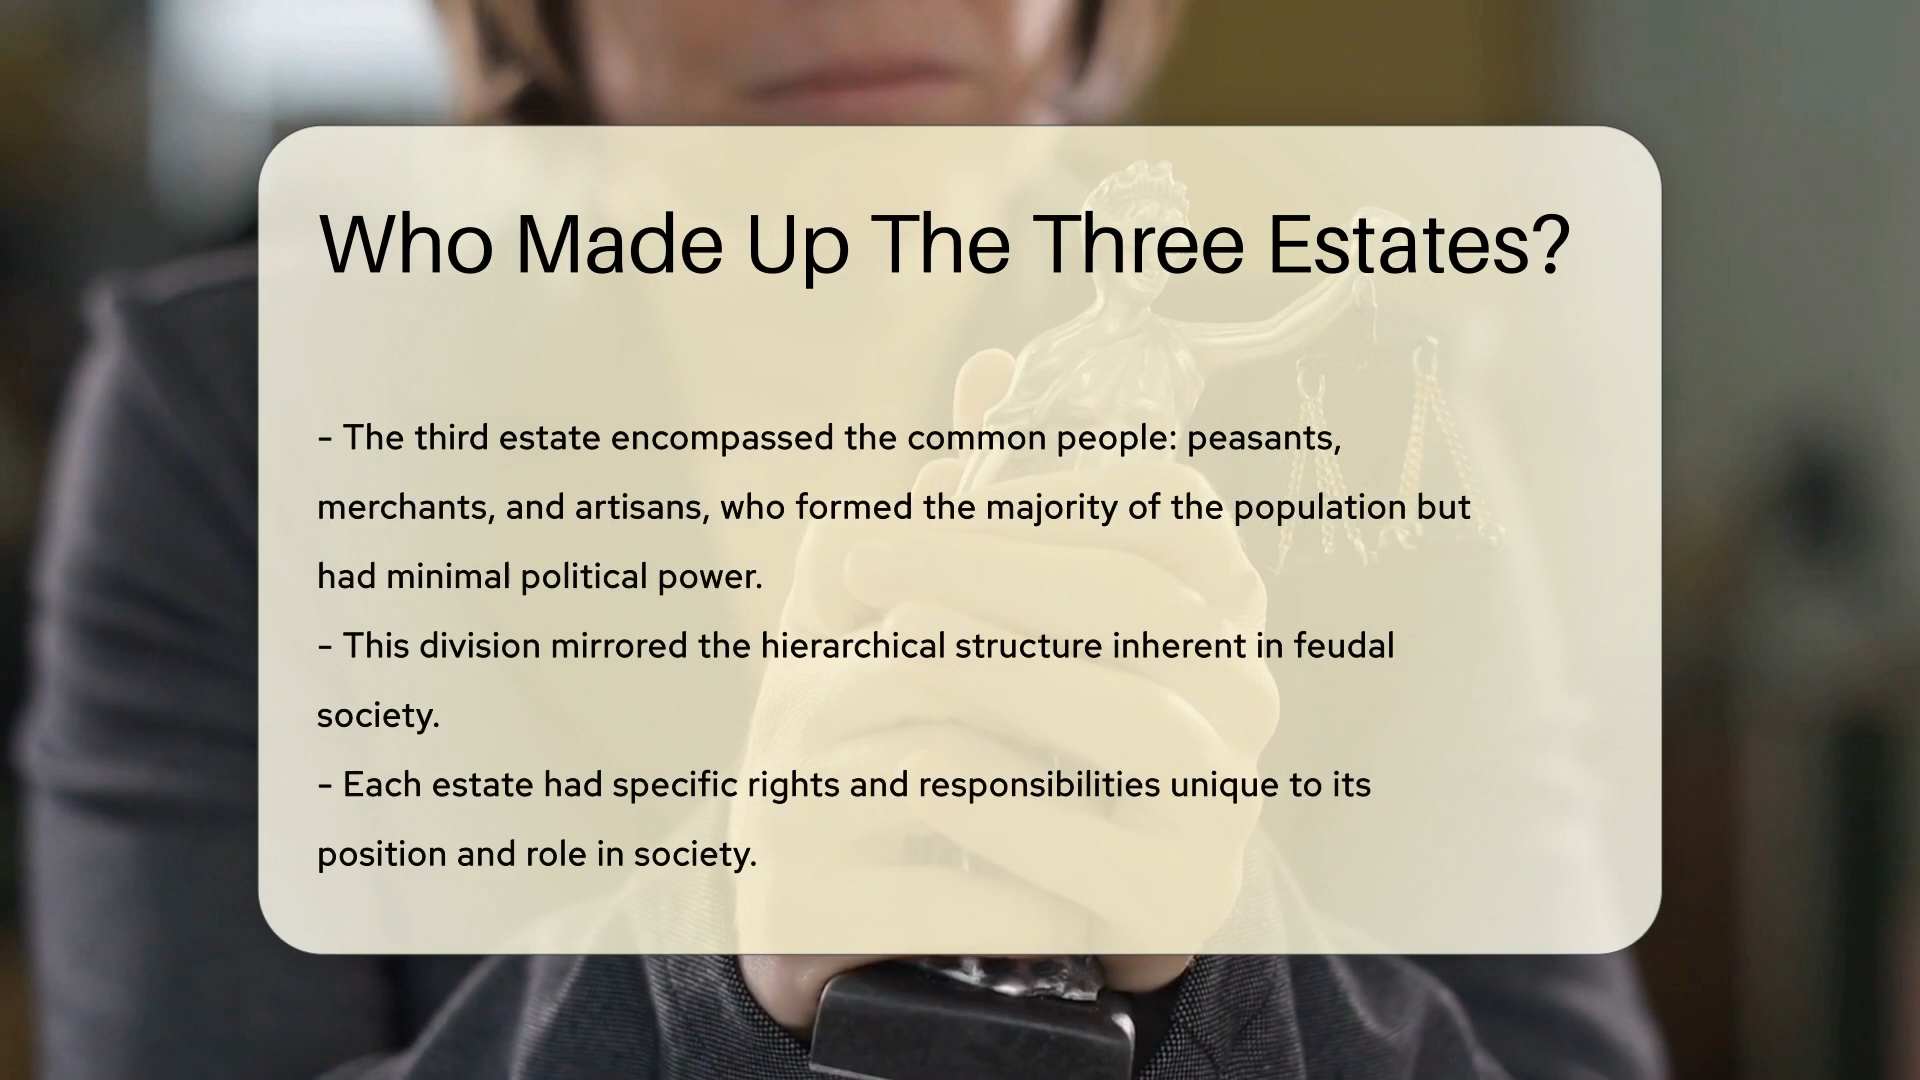 Who Made Up The Three Estates?
- The third estate encompassed the common people: peasants,
merchants, and artisans, who formed the majority of the population but
had minimal political power.
- This division mirrored the hierarchical structure inherent in feudal
society.
- Each estate had specific rights and responsibilities unique to its
position and role in society.